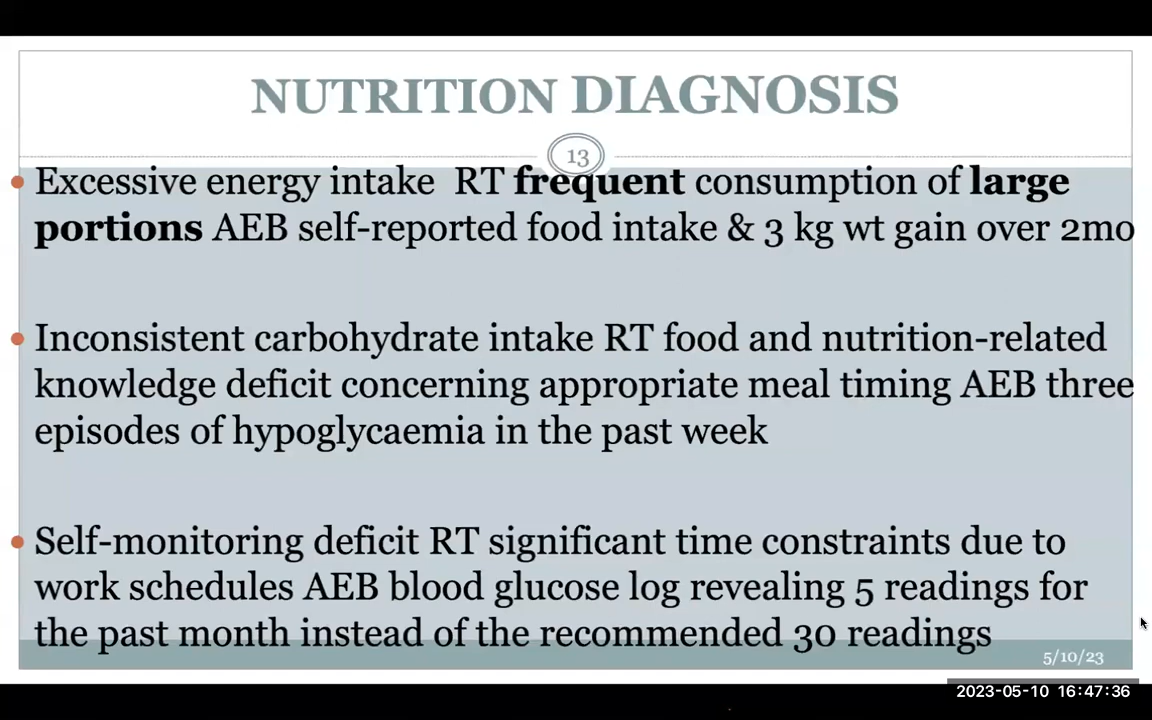 NUTRITION DIAGNOSIS
13
Excessive energy intake RT frequent consumption of large
portions AEB self-reported food intake & 3 kg wt gain over 2mo
Inconsistent carbohydrate intake RT food and nutrition-related
knowledge deficit concerning appropriate meal timing AEB three
episodes of hypoglycaemia in the past week
Self-monitoring deficit RT significant time constraints due to
work schedules AEB blood glucose log revealing 5 readings for
the past month instead of the recommended 30 readings
5/10/23
2023-05-10 16:47:36